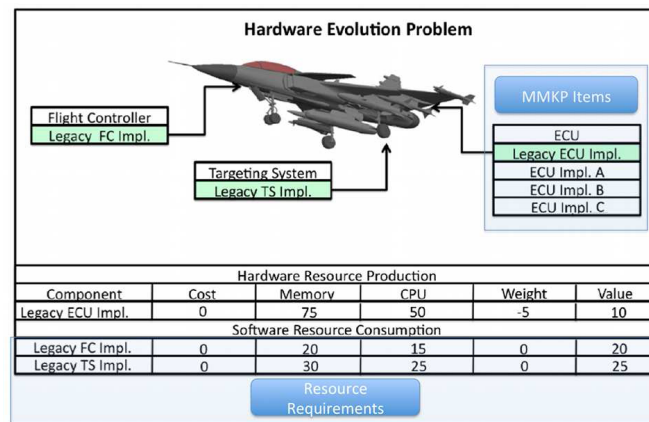 Hardware Evolution Problem
Flight Controller
Legacy FC Impl.
Targeting System
Legacy TS Impl.
MMKP Items
ECU
Legacy ECU Impl.
ECU Impl. A
ECU Impl. B
ECU Impl. C
Hardware Resource Production
Component Cost Memory CPU Weight Value
Legacy ECU Impl. 0 75 50 -5 10
Software Resource Consumption
Legacy FC Impl. 0 20 15 0 20
Legacy TS Impl. 0 30 25 0 25
Resource
Requirements